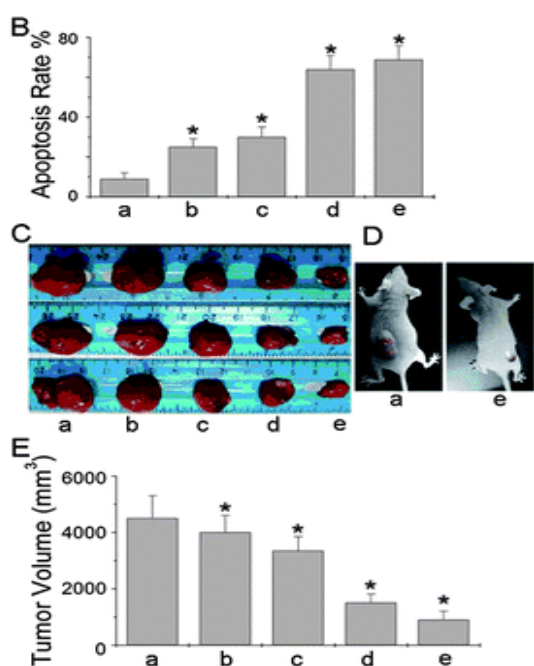 B
Apoptosis Rate %
80
40
0
* * * *
a b c d e
C
D
a b c d e
a e
E
Tumor Volume (mm³)
6000
4000
2000
0
* * * *
a b c d e